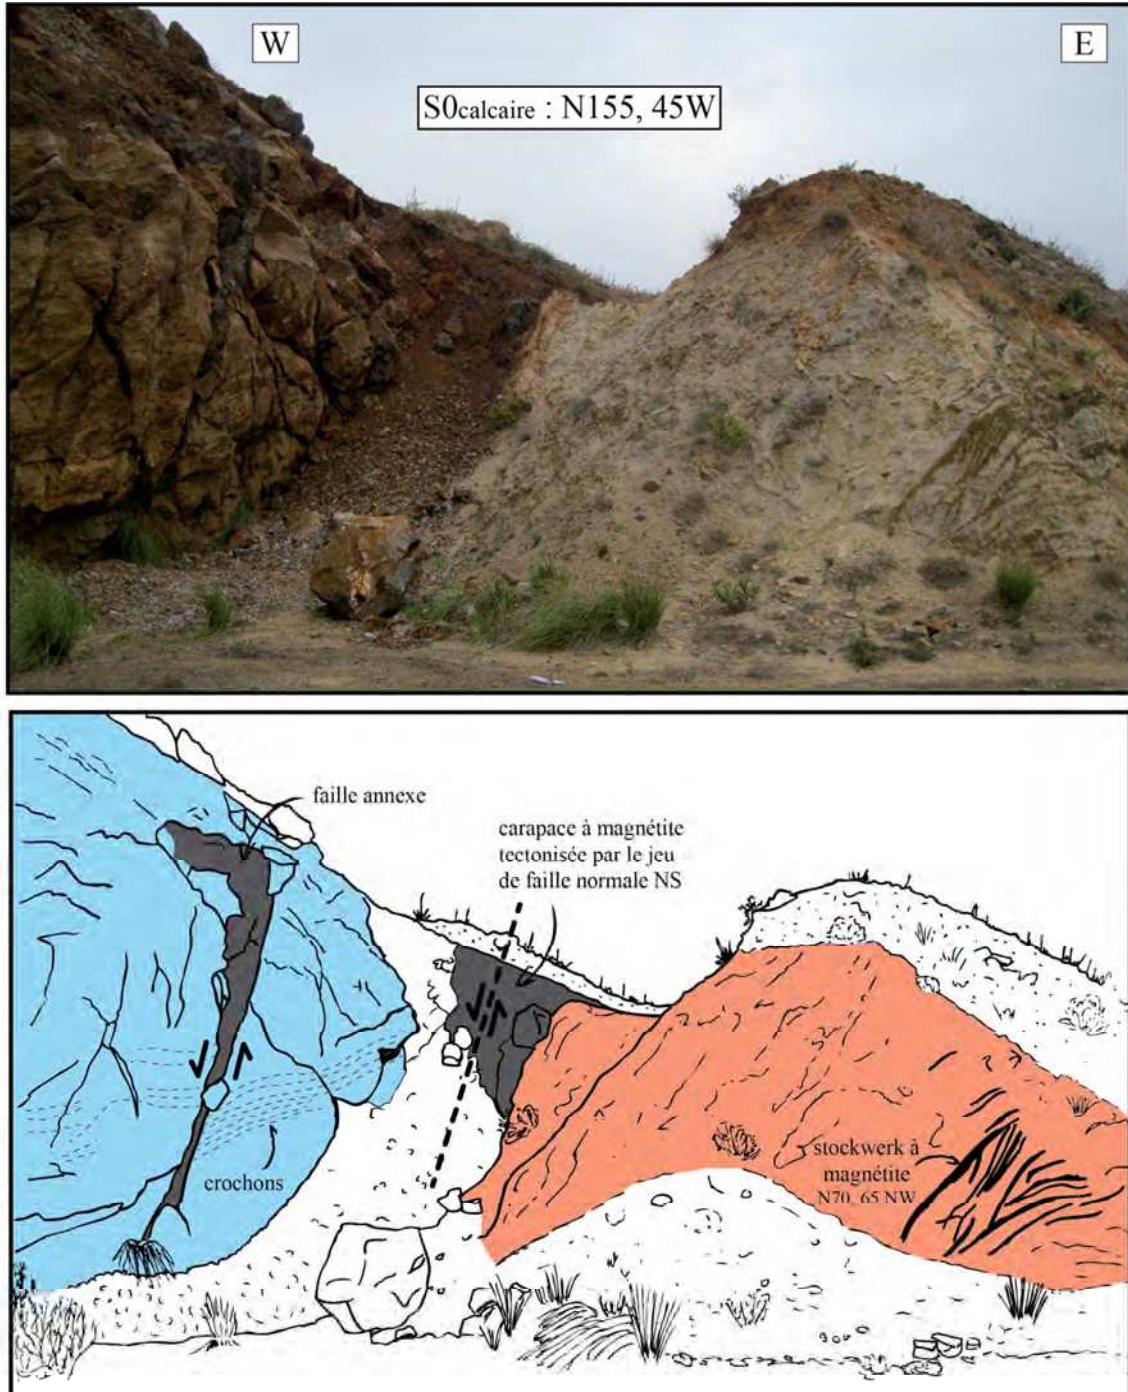 W
E
S0calcaire : N155, 45W
faille annexe
carapace à magnétite
tectonisée par le jeu
de faille normale NS
crochons
stockwerk à
magnétite
N70, 65 NW